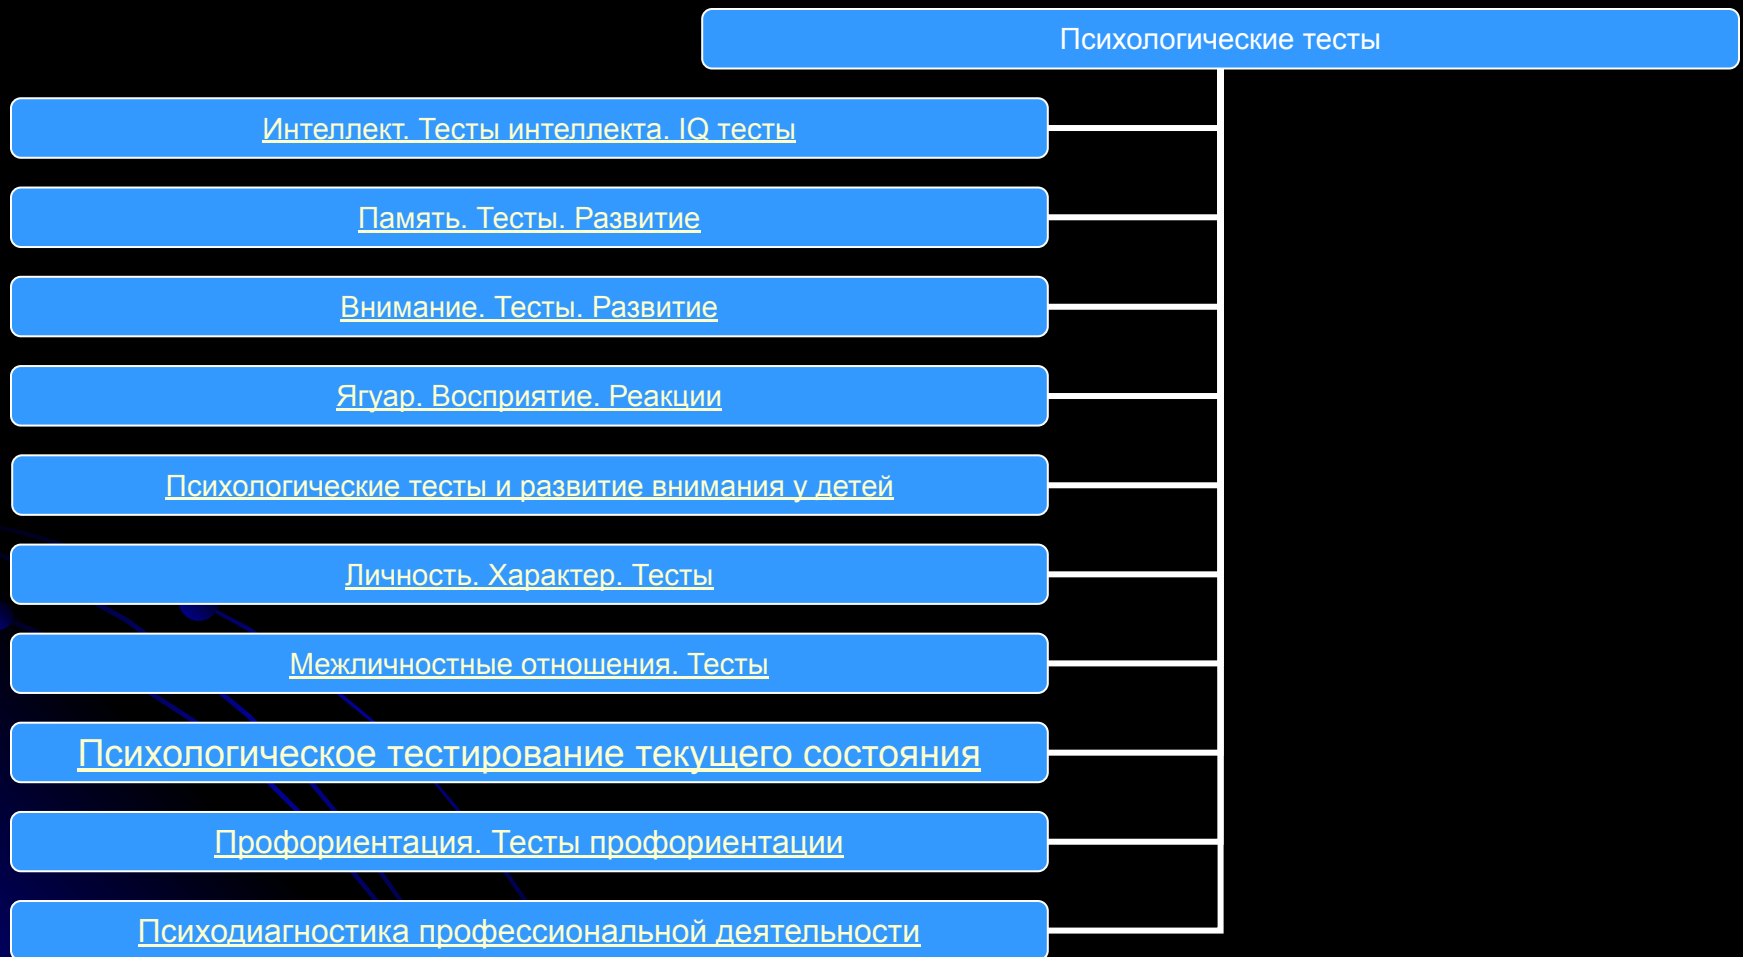 Психологические тесты
Интеллект. Тесты интеллекта. IQ тесты
Память. Тесты. Развитие
Внимание. Тесты. Развитие
Ягуар. Восприятие. Реакции
Психологические тесты и развитие внимания у детей
Личность. Характер. Тесты
Межличностные отношения. Тесты
Психологическое тестирование текущего состояния
Профориентация. Тесты профориентации
Психодиагностика профессиональной деятельности